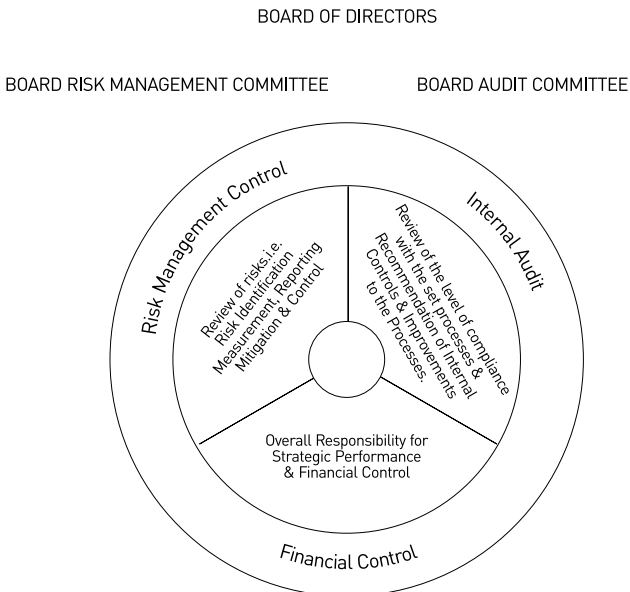 BOARD OF DIRECTORS
BOARD RISK MANAGEMENT COMMITTEE
BOARD AUDIT COMMITTEE
Risk Management Control
Internal Audit
Review of risks.i.e.
Risk Identification
Measurement, Reporting
Mitigation & Control
Review of the level of compliance
with the set processes &
Recommendation of Internal
Controls & Improvements
to the Processes.
Overall Responsibility for
Strategic Performance
& Financial Control
Financial Control